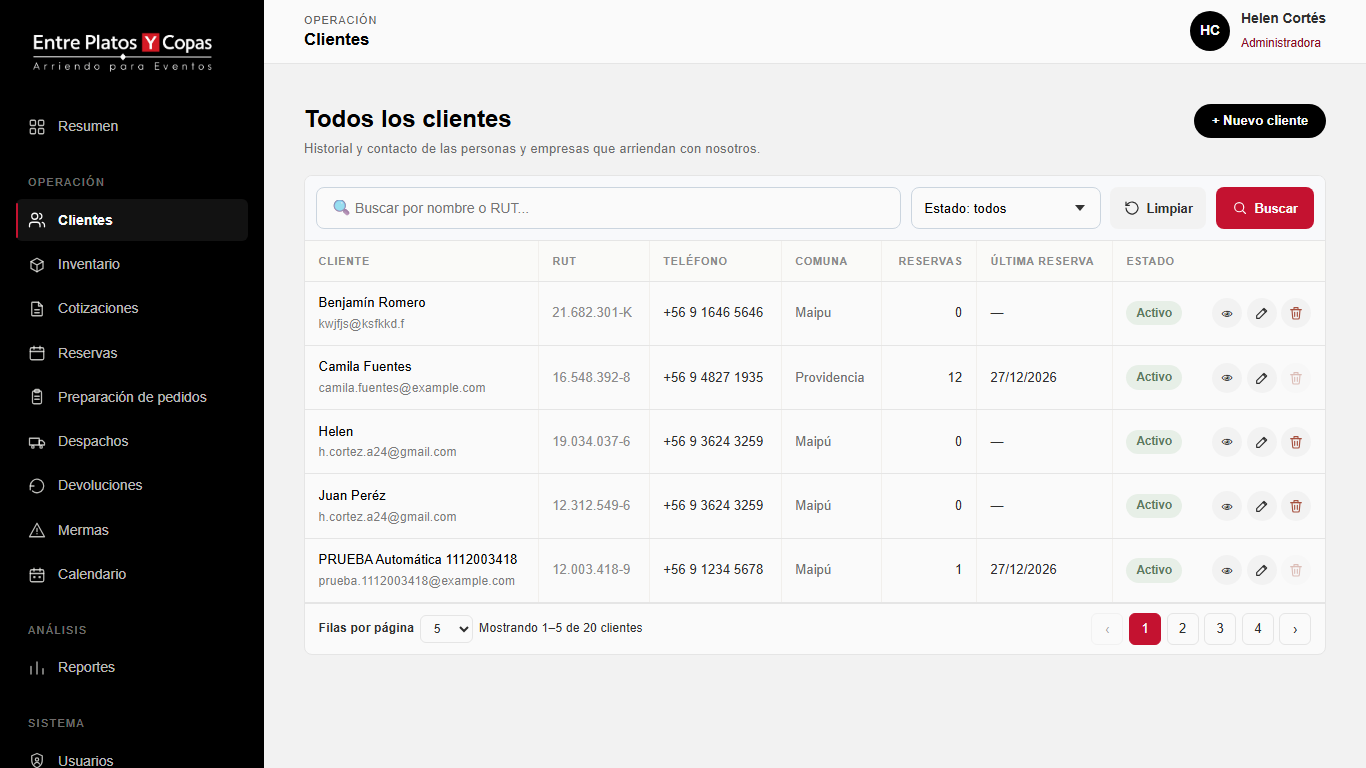 Entre Platos Y Copas
Arriendo para Eventos
Resumen
OPERACIÓN
Clientes
Inventario
Cotizaciones
Reservas
Preparación de pedidos
Despachos
Devoluciones
Mermas
Calendario
ANÁLISIS
Reportes
SISTEMA
Usuarios
OPERACIÓN
Clientes
HC
Helen Cortés
Administradora
Todos los clientes
Historial y contacto de las personas y empresas que arriendan con nosotros.
+ Nuevo cliente
Buscar por nombre o RUT...
Estado: todos
Limpiar
Buscar
CLIENTE RUT TELÉFONO COMUNA RESERVAS ÚLTIMA RESERVA ESTADO
Benjamín Romero
kwjfjs@ksfkkd.f
21.682.301-K +56 9 1646 5646 Maipu 0 — Activo
Camila Fuentes
camila.fuentes@example.com
16.548.392-8 +56 9 4827 1935 Providencia 12 27/12/2026 Activo
Helen
h.cortez.a24@gmail.com
19.034.037-6 +56 9 3624 3259 Maipú 0 — Activo
Juan Peréz
h.cortez.a24@gmail.com
12.312.549-6 +56 9 3624 3259 Maipú 0 — Activo
PRUEBA Automática 1112003418
prueba.1112003418@example.com
12.003.418-9 +56 9 1234 5678 Maipú 1 27/12/2026 Activo
Filas por página 5 Mostrando 1–5 de 20 clientes
‹ 1 2 3 4 ›